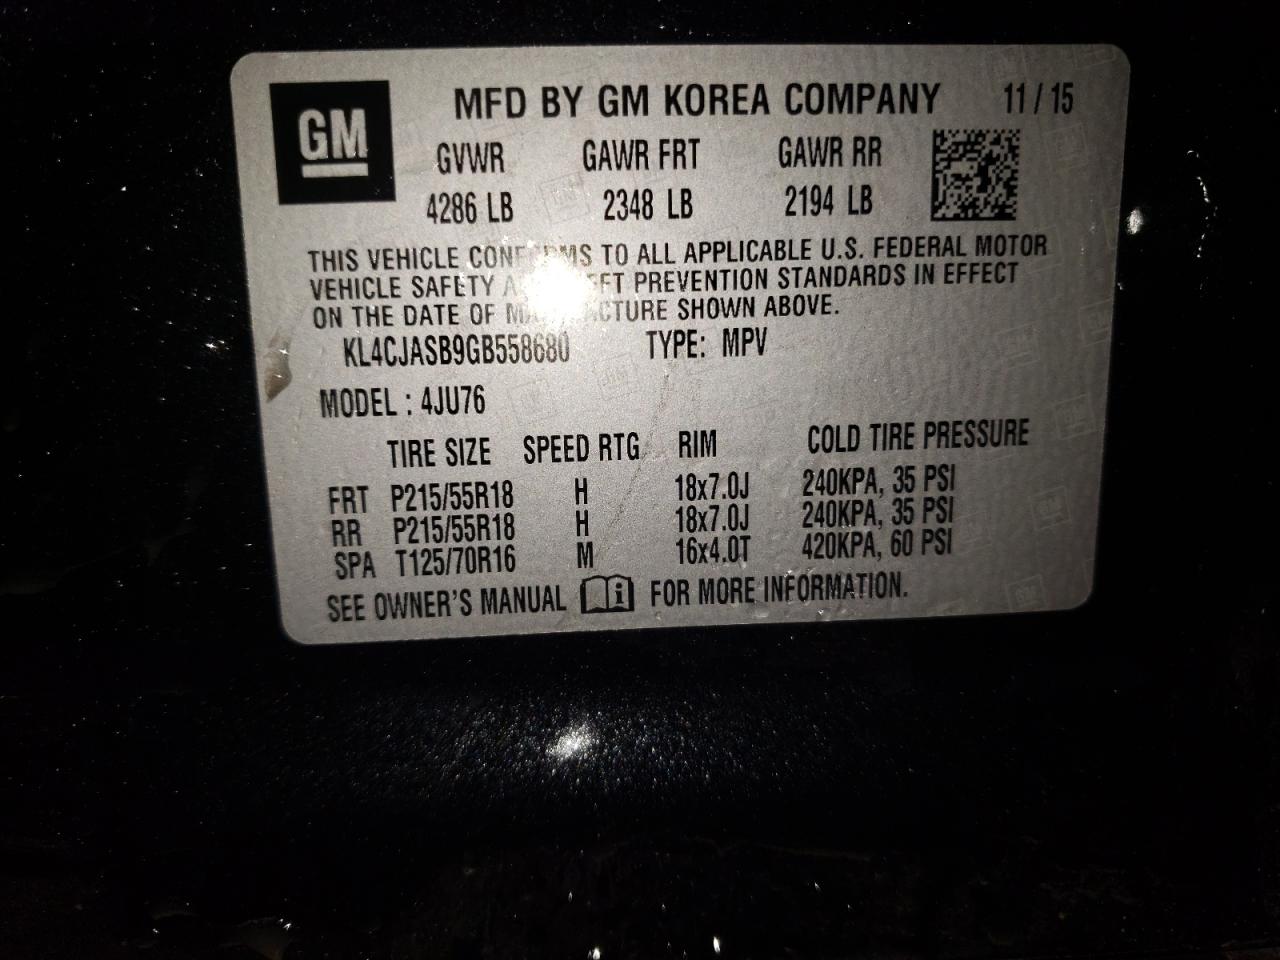 GM
MFD BY GM KOREA COMPANY 11 / 15
GVWR GAWR FRT GAWR RR
4286 LB 2348 LB 2194 LB
THIS VEHICLE CONFORMS TO ALL APPLICABLE U.S. FEDERAL MOTOR
VEHICLE SAFETY AND THEFT PREVENTION STANDARDS IN EFFECT
ON THE DATE OF MANUFACTURE SHOWN ABOVE.
KL4CJASB9GB558680 TYPE: MPV
MODEL : 4JU76
TIRE SIZE SPEED RTG RIM COLD TIRE PRESSURE
FRT P215/55R18 H 18x7.0J 240KPA, 35 PSI
RR P215/55R18 H 18x7.0J 240KPA, 35 PSI
SPA T125/70R16 M 16x4.0T 420KPA, 60 PSI
SEE OWNER'S MANUAL i FOR MORE INFORMATION.